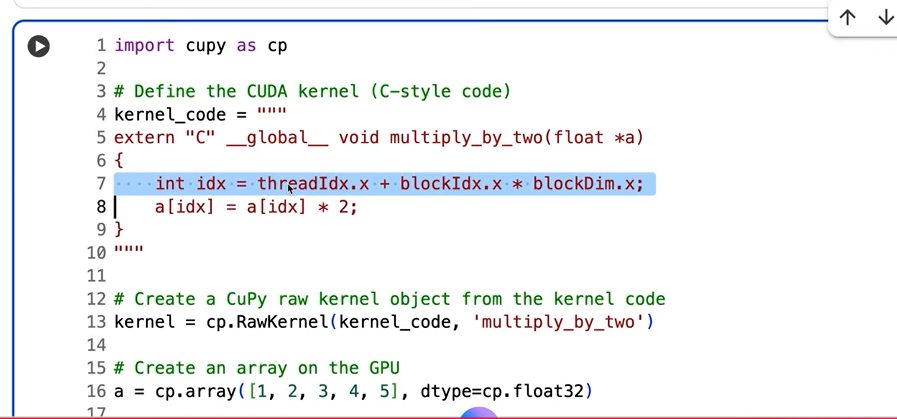 1 import cupy as cp
2
3 # Define the CUDA kernel (C-style code)
4 kernel_code = """
5 extern "C" __global__ void multiply_by_two(float *a)
6 {
7     int idx = threadIdx.x + blockIdx.x * blockDim.x;
8     a[idx] = a[idx] * 2;
9 }
10 """
11
12 # Create a CuPy raw kernel object from the kernel code
13 kernel = cp.RawKernel(kernel_code, 'multiply_by_two')
14
15 # Create an array on the GPU
16 a = cp.array([1, 2, 3, 4, 5], dtype=cp.float32)
17